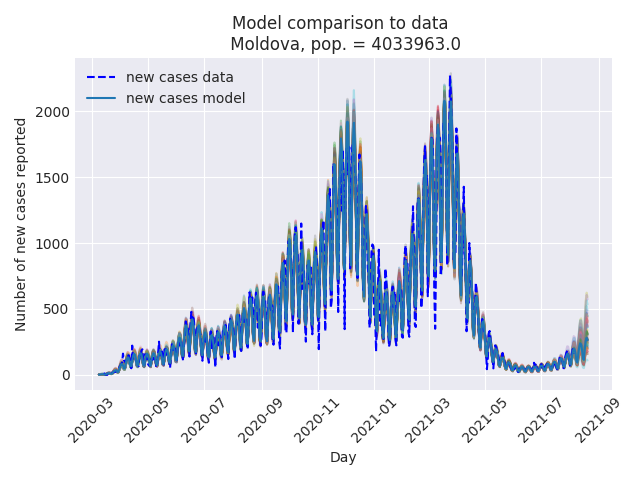 Model comparison to data
Moldova, pop. = 4033963.0
new cases data
new cases model
Number of new cases reported
2000
1500
1000
500
0
2020-03
2020-05
2020-07
2020-09
2020-11
2021-01
2021-03
2021-05
2021-07
2021-09
Day